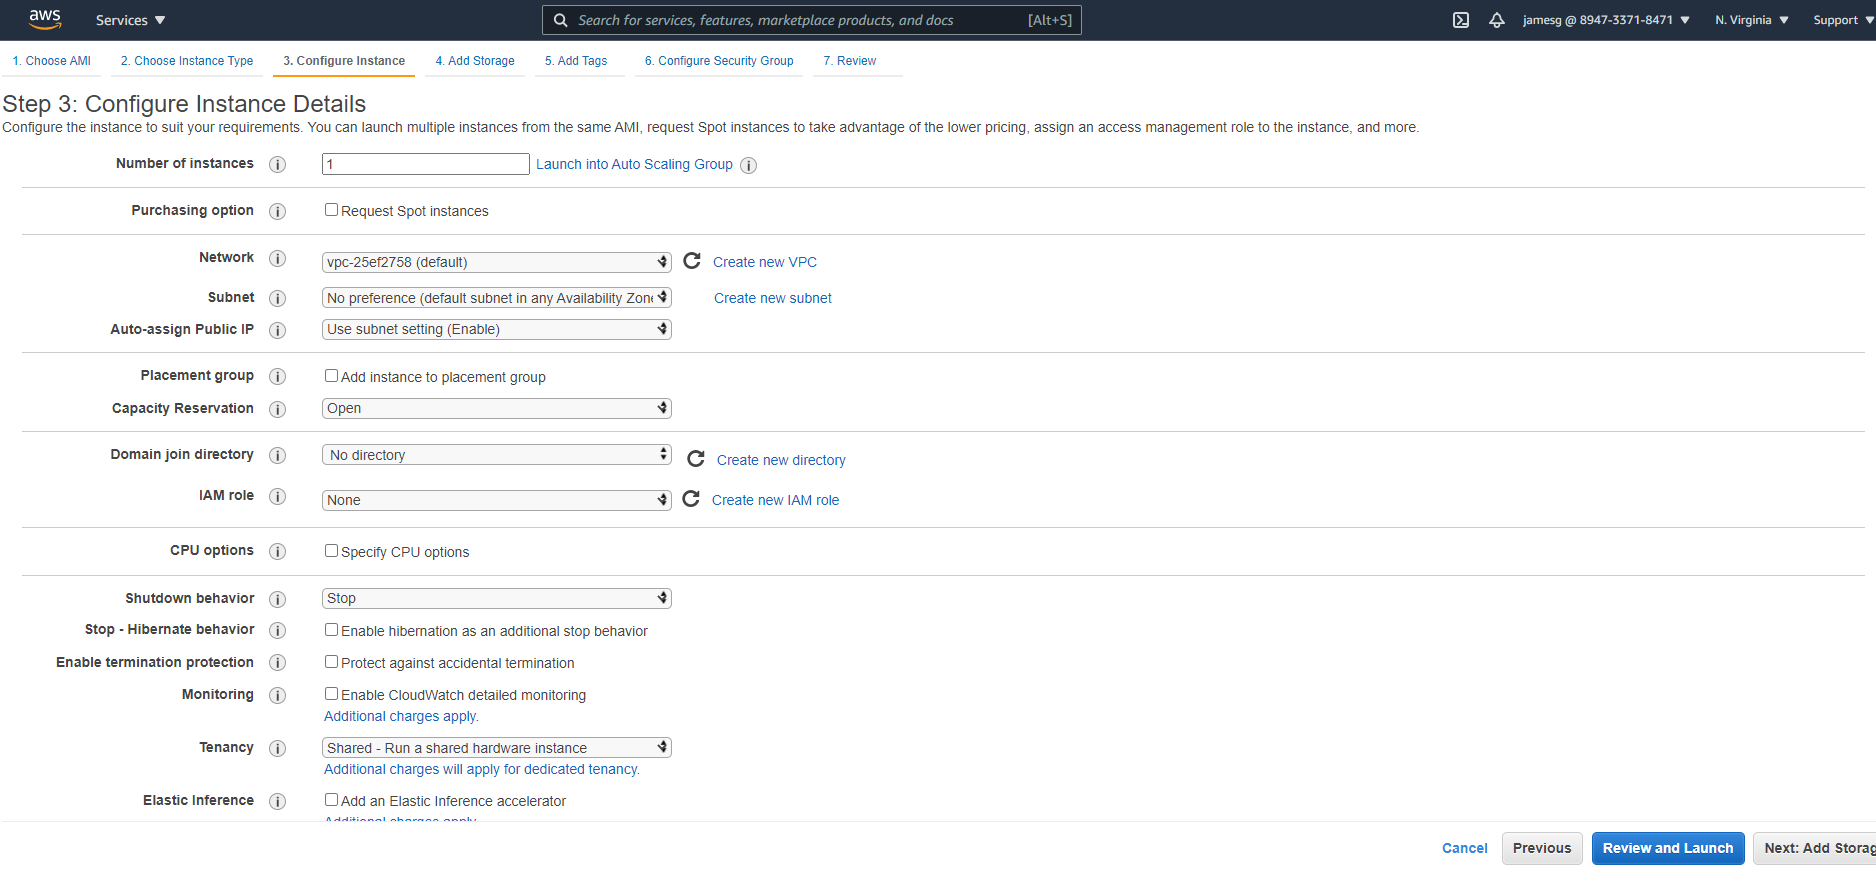 aws Services Search for services, features, marketplace products, and docs [Alt+S] jamesg @ 8947-3371-8471 N. Virginia Support
1. Choose AMI 2. Choose Instance Type 3. Configure Instance 4. Add Storage 5. Add Tags 6. Configure Security Group 7. Review
Step 3: Configure Instance Details
Configure the instance to suit your requirements. You can launch multiple instances from the same AMI, request Spot instances to take advantage of the lower pricing, assign an access management role to the instance, and more.
Number of instances i 1 Launch into Auto Scaling Group i
Purchasing option i Request Spot instances
Network i vpc-25ef2758 (default) Create new VPC
Subnet i No preference (default subnet in any Availability Zone Create new subnet
Auto-assign Public IP i Use subnet setting (Enable)
Placement group i Add instance to placement group
Capacity Reservation i Open
Domain join directory i No directory Create new directory
IAM role i None Create new IAM role
CPU options i Specify CPU options
Shutdown behavior i Stop
Stop - Hibernate behavior i Enable hibernation as an additional stop behavior
Enable termination protection i Protect against accidental termination
Monitoring i Enable CloudWatch detailed monitoring
Additional charges apply.
Tenancy i Shared - Run a shared hardware instance
Additional charges will apply for dedicated tenancy.
Elastic Inference i Add an Elastic Inference accelerator
Additional charges apply
Cancel Previous Review and Launch Next: Add Storag